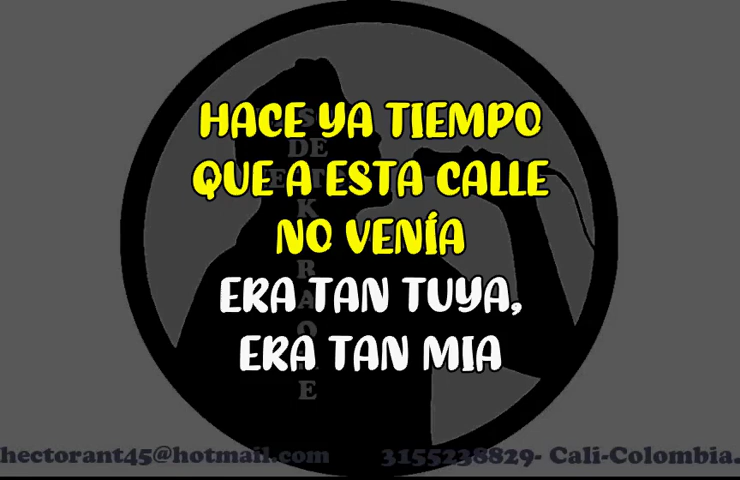 HACE YA TIEMPO
QUE A ESTA CALLE
NO VENÍA
ERA TAN TUYA,
ERA TAN MIA
hectorant45@hotmail.com 3155238829- Cali-Colombia.